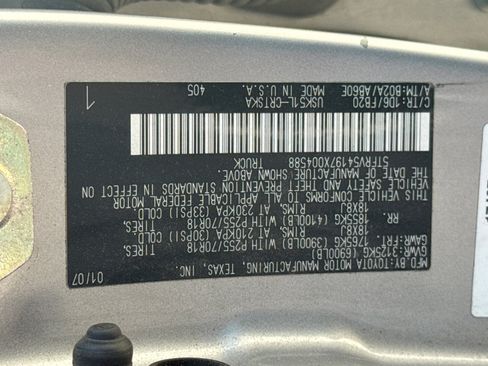 MFD.BY:TOYOTA MOTOR MANUFACTURING, TEXAS, INC. 01/07
GVWR:3125KG(6900LB)
GAWR:FRT. 1765KG(3900LB) WITH P255/70R18 TIRES,
18X8J RIMS, AT 210KPA(30PSI) COLD.
RR. 1855KG(4100LB) WITH P255/70R18 TIRES,
18X8J RIMS, AT 230KPA(33PSI) COLD.
THIS VEHICLE CONFORMS TO ALL APPLICABLE FEDERAL MOTOR
VEHICLE SAFETY AND THEFT PREVENTION STANDARDS IN EFFECT ON
THE DATE OF MANUFACTURE SHOWN ABOVE.
5TFRV54197X004588 TRUCK
C/TR:1D6/FB20 USK51L-CRTSKA 405 1
A/TM:B02A/AB60E MADE IN U.S.A.